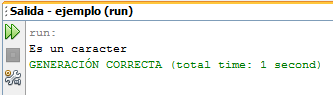 Salida - ejemplo (run)
run:
Es un caracter
GENERACIÓN CORRECTA (total time: 1 second)